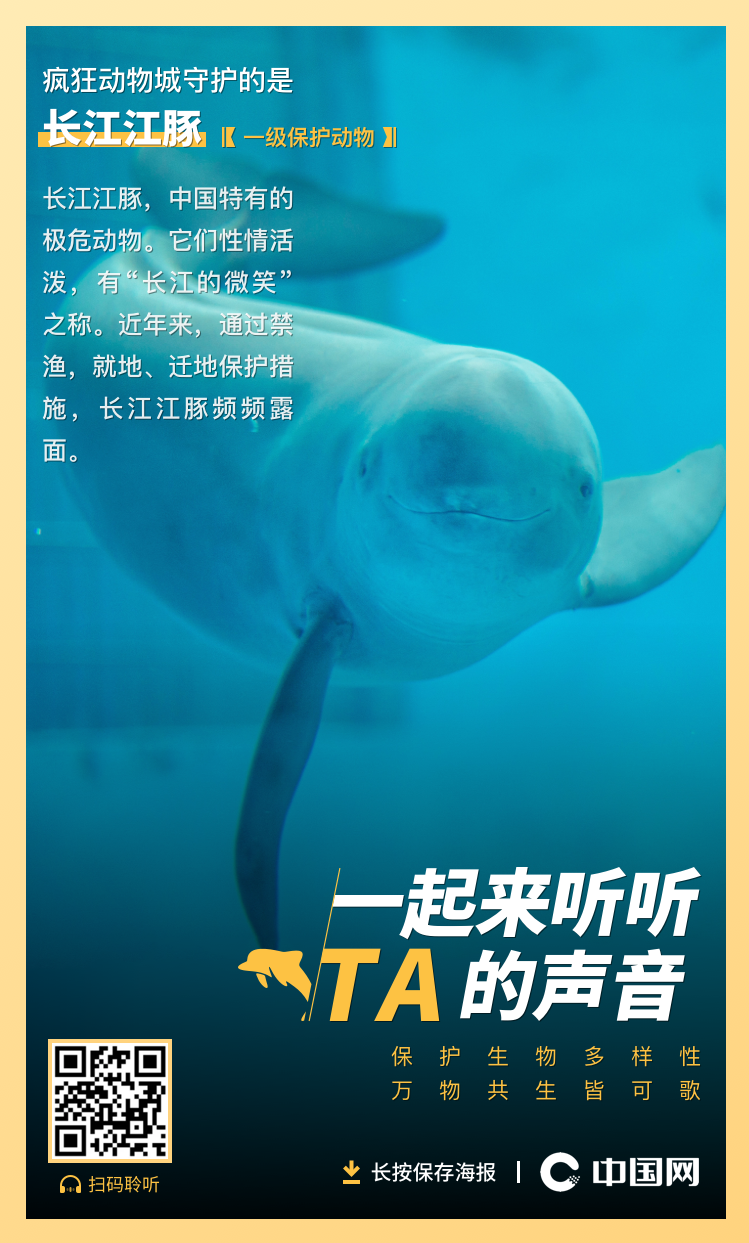 疯狂动物城守护的是
长江江豚 【一级保护动物】
长江江豚，中国特有的
极危动物。它们性情活
泼，有“长江的微笑”
之称。近年来，通过禁
渔，就地、迁地保护措
施，长江江豚频频露
面。
一起来听听
TA的声音
保护生物多样性
万物共生皆可歌
扫码聆听
长按保存海报 | 中国网